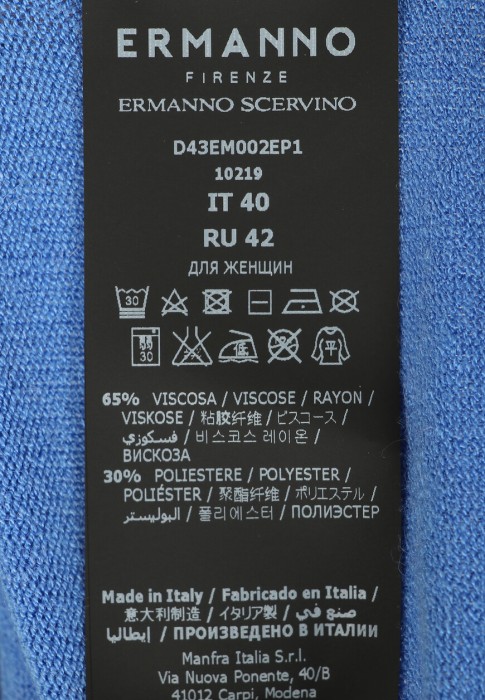 ERMANNO
FIRENZE
ERMANNO SCERVINO
D43EM002EP1
10219
IT 40
RU 42
ДЛЯ ЖЕНЩИН
30
30 平
65% VISCOSA / VISCOSE / RAYON /
VISKOSE / 粘胶纤维 / ビスコース /
فسكوزي / 비스코스 레이온 /
ВИСКОЗА
30% POLIESTERE / POLYESTER /
POLIÉSTER / 聚酯纤维 / ポリエステル /
البوليستر / 폴리에스터 / ПОЛИЭСТЕР
Made in Italy / Fabricado en Italia /
意大利制造 / イタリア製 / صنع في
إيطاليا / ПРОИЗВЕДЕНО В ИТАЛИИ
Manfra Italia S.r.l.
Via Nuova Ponente, 40/B
41012 Carpi, Modena